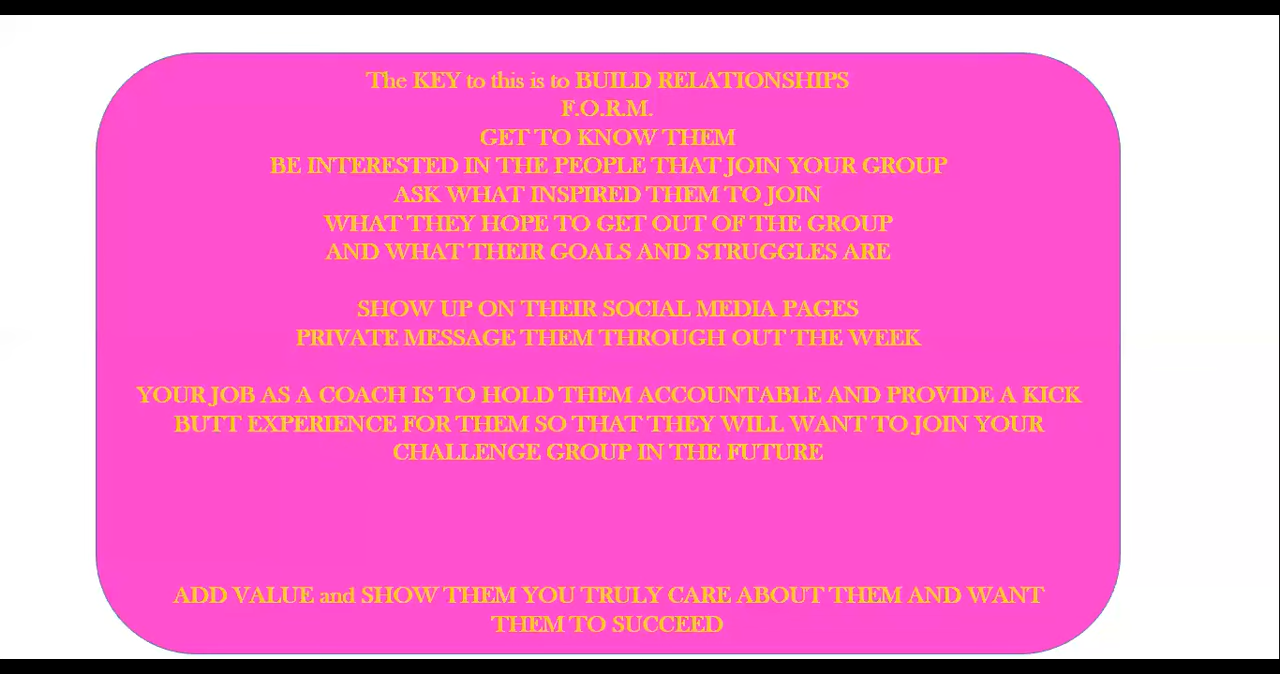 The KEY to this is to BUILD RELATIONSHIPS
F.O.R.M.
GET TO KNOW THEM
BE INTERESTED IN THE PEOPLE THAT JOIN YOUR GROUP
ASK WHAT INSPIRED THEM TO JOIN
WHAT THEY HOPE TO GET OUT OF THE GROUP
AND WHAT THEIR GOALS AND STRUGGLES ARE
SHOW UP ON THEIR SOCIAL MEDIA PAGES
PRIVATE MESSAGE THEM THROUGH OUT THE WEEK
YOUR JOB AS A COACH IS TO HOLD THEM ACCOUNTABLE AND PROVIDE A KICK
BUTT EXPERIENCE FOR THEM SO THAT THEY WILL WANT TO JOIN YOUR
CHALLENGE GROUP IN THE FUTURE
ADD VALUE and SHOW THEM YOU TRULY CARE ABOUT THEM AND WANT
THEM TO SUCCEED